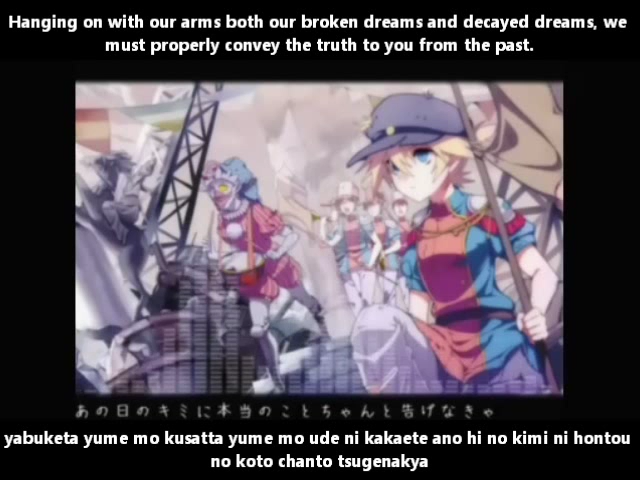 Hanging on with our arms both our broken dreams and decayed dreams, we
must properly convey the truth to you from the past.
あの日のキミに本当のことちゃんと告げなきゃ
yabuketa yume mo kusatta yume mo ude ni kakaete ano hi no kimi ni hontou
no koto chanto tsugenakya